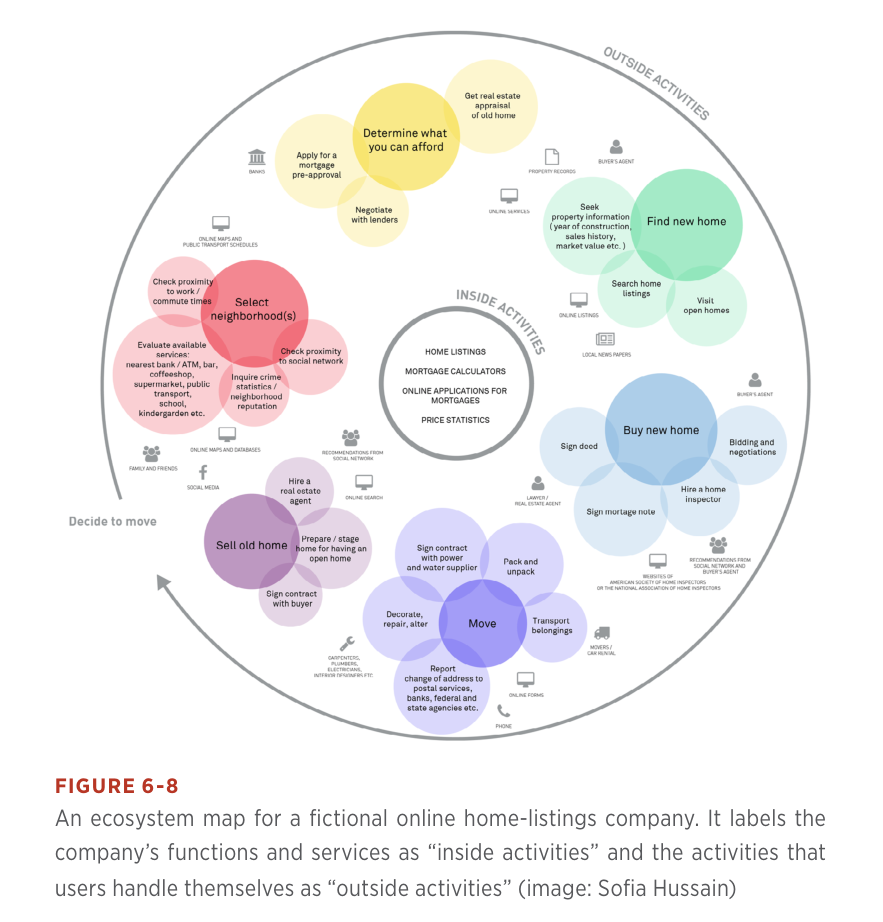 OUTSIDE ACTIVITIES
Get real estate
appraisal
of old home
Determine what
you can afford
Apply for a
mortgage
pre-approval
Negotiate
with lenders
BANKS
PROPERTY RECORDS
BUYER'S AGENT
ONLINE SERVICES
Seek
property information
( year of construction,
sales history,
market value etc. )
Find new home
Search home
listings
Visit
open homes
ONLINE LISTINGS
LOCAL NEWS PAPERS
ONLINE MAPS AND
PUBLIC TRANSPORT SCHEDULES
Check proximity
to work /
commute times
Select
neighborhood(s)
Evaluate available
services:
nearest bank / ATM, bar,
coffeeshop,
supermarket, public
transport,
school,
kindergarden etc.
Inquire crime
statistics /
neighborhood
reputation
Check proximity
to social network
FAMILY AND FRIENDS
ONLINE MAPS AND DATABASES
SOCIAL MEDIA
INSIDE ACTIVITIES
HOME LISTINGS
MORTGAGE CALCULATORS
ONLINE APPLICATIONS FOR
MORTGAGES
PRICE STATISTICS
BUYER'S AGENT
Buy new home
Sign deed
Bidding and
negotiations
Hire a home
inspector
Sign mortage note
LAWYER /
REAL ESTATE AGENT
WEBSITES OF
AMERICAN SOCIETY OF HOME INSPECTORS
OR THE NATIONAL ASSOCIATION OF HOME INSPECTORS
RECOMMENDATIONS FROM
SOCIAL NETWORK AND
BUYER'S AGENT
RECOMMENDATIONS FROM
SOCIAL NETWORK
ONLINE SEARCH
Decide to move
Hire a
real estate
agent
Sell old home
Prepare / stage
home for having an
open home
Sign contract
with buyer
Sign contract
with power
and water supplier
Pack and
unpack
Decorate,
repair, alter
Move
Transport
belongings
Report
change of address to
postal services,
banks, federal and
state agencies etc.
CARPENTERS,
PLUMBERS,
ELECTRICIANS,
INTERIOR DESIGNERS ETC
MOVERS /
CAR RENTAL
ONLINE FORMS
PHONE
FIGURE 6-8
An ecosystem map for a fictional online home-listings company. It labels the
company's functions and services as “inside activities” and the activities that
users handle themselves as “outside activities” (image: Sofia Hussain)